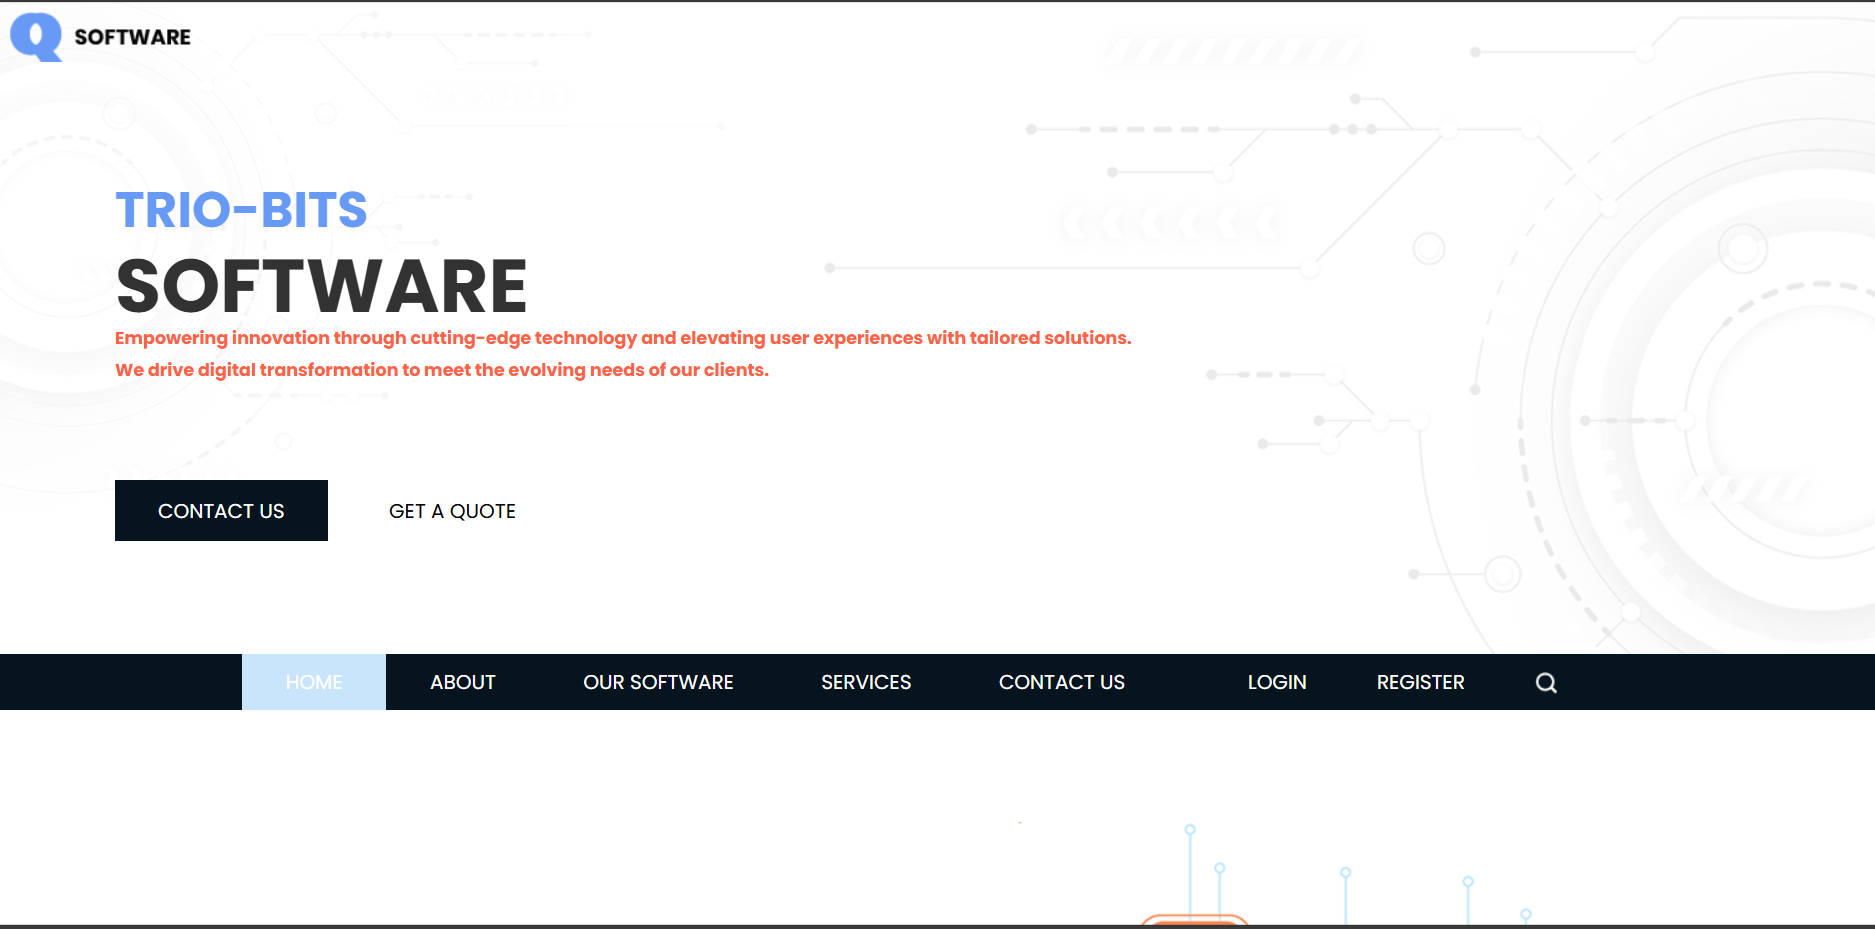 Q SOFTWARE
TRIO-BITS
SOFTWARE
Empowering innovation through cutting-edge technology and elevating user experiences with tailored solutions.
We drive digital transformation to meet the evolving needs of our clients.
CONTACT US GET A QUOTE
HOME ABOUT OUR SOFTWARE SERVICES CONTACT US LOGIN REGISTER